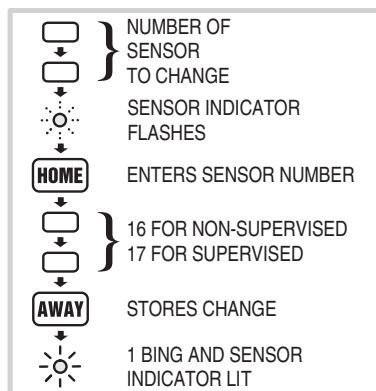 NUMBER OF
SENSOR
TO CHANGE
SENSOR INDICATOR
FLASHES
HOME ENTERS SENSOR NUMBER
16 FOR NON-SUPERVISED
17 FOR SUPERVISED
AWAY STORES CHANGE
1 BING AND SENSOR
INDICATOR LIT